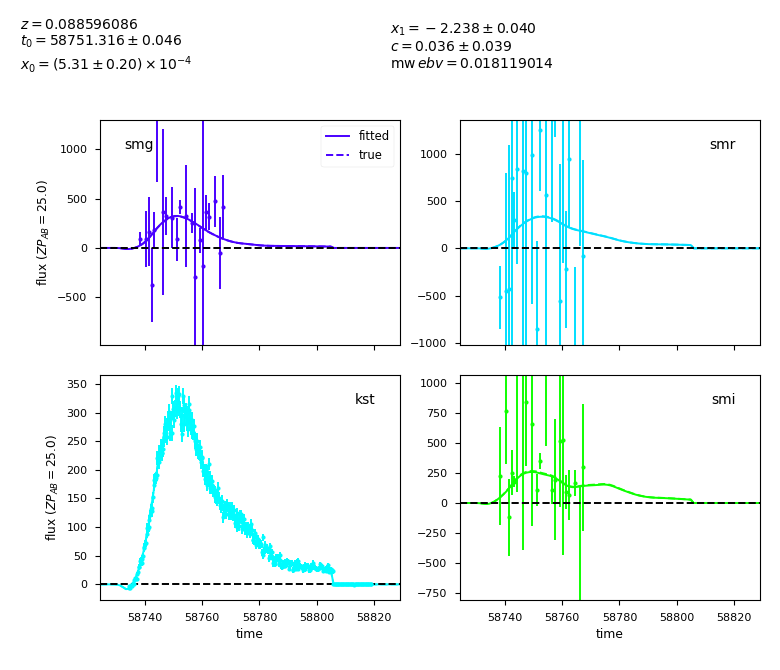 z = 0.088596086
t₀ = 58751.316 ± 0.046
x₀ = (5.31 ± 0.20) × 10⁻⁴
x₁ = −2.238 ± 0.040
c = 0.036 ± 0.039
mw ebv = 0.018119014
smg
fitted
true
1000
500
0
−500
flux (ZP_AB = 25.0)
smr
1000
500
0
−500
−1000
kst
350
300
250
200
150
100
50
0
flux (ZP_AB = 25.0)
58740 58760 58780 58800 58820
time
smi
1000
750
500
250
0
−250
−500
−750
58740 58760 58780 58800 58820
time